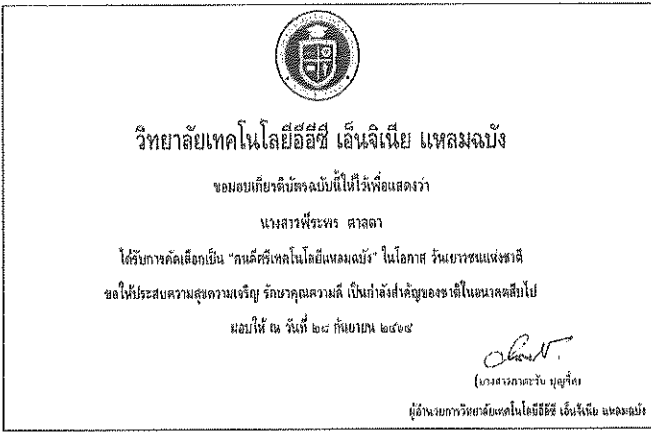 วิทยาลัยเทคโนโลยีอีอีซี เอ็นจิเนีย แหลมฉบัง
ขอมอบเกียรติบัตรฉบับนี้ให้ไว้เพื่อแสดงว่า
นางสาวพีระพร ศาลดา
ได้รับการคัดเลือกเป็น "คนดีศรีเทคโนโลยีแหลมฉบัง" ในโอกาส วันเยาวชนแห่งชาติ
ขอให้ประสบความสุขความเจริญ รักษาคุณความดี เป็นกำลังสำคัญของชาติในอนาคตสืบไป
มอบให้ ณ วันที่ ๒๘ กันยายน
ผู้อำนวยการวิทยาลัยเทคโนโลยีอีอีซี เอ็นจิเนีย แหลมฉบัง